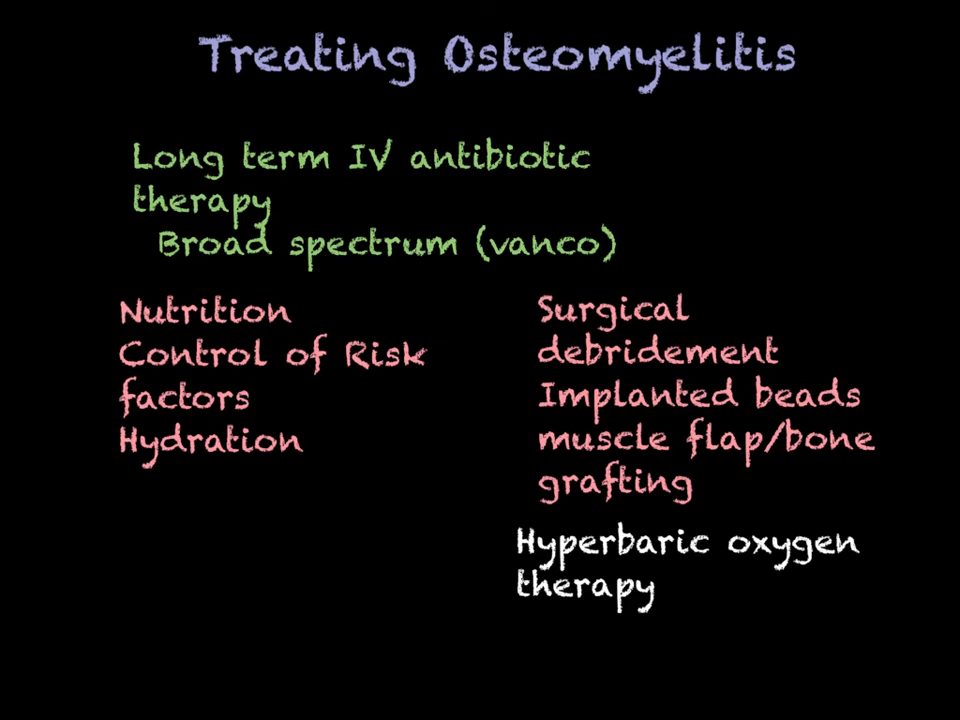 Treating Osteomyelitis
Long term IV antibiotic
therapy
Broad spectrum (vanco)
Nutrition
Control of Risk
factors
Hydration
Surgical
debridement
Implanted beads
muscle flap/bone
grafting
Hyperbaric oxygen
therapy